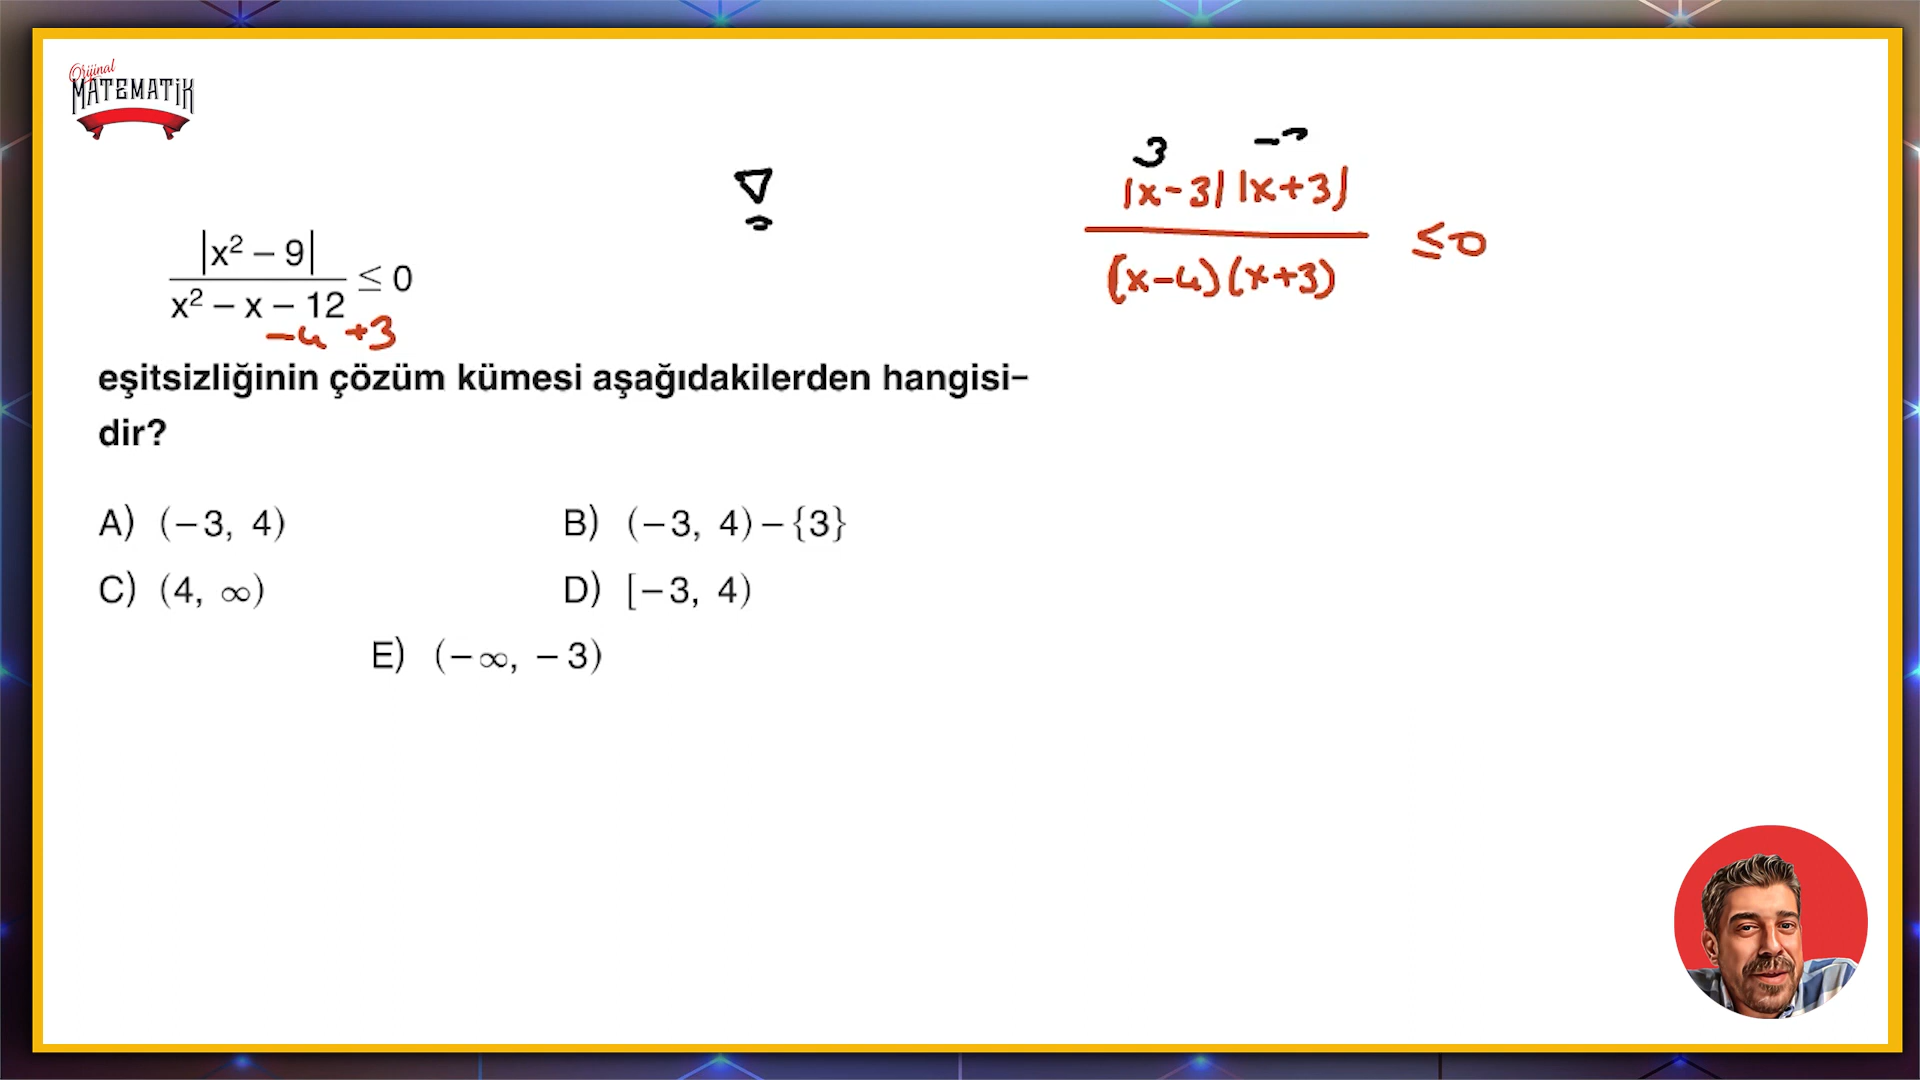 Orijinal
MATEMATİK
|x² – 9|
x² – x – 12
≤ 0
–4 +3
eşitsizliğinin çözüm kümesi aşağıdakilerden hangisi–
dir?
A) (–3, 4)
B) (–3, 4) – {3}
C) (4, ∞)
D) [–3, 4)
E) (–∞, –3)
3
|x-3| |x+3|
(x-4)(x+3)
≤0